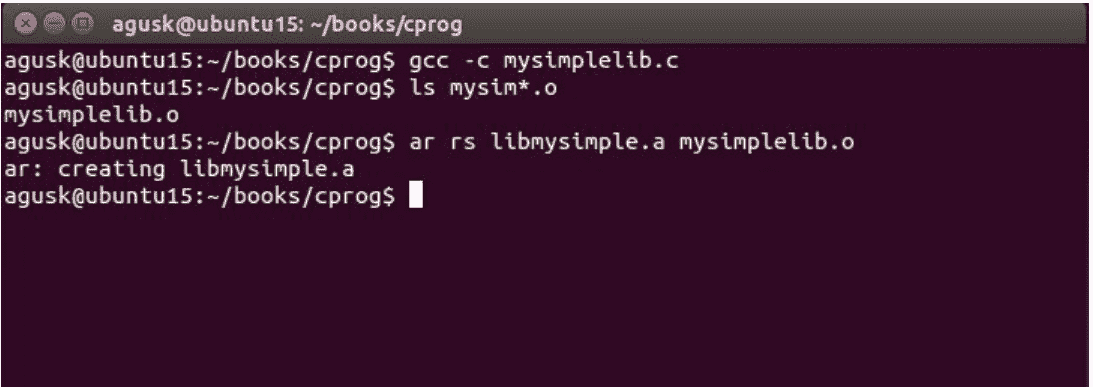 agusk@ubuntu15: ~/books/cprog
agusk@ubuntu15:~/books/cprog$ gcc -c mysimplelib.c
agusk@ubuntu15:~/books/cprog$ ls mysim*.o
mysimplelib.o
agusk@ubuntu15:~/books/cprog$ ar rs libmysimple.a mysimplelib.o
ar: creating libmysimple.a
agusk@ubuntu15:~/books/cprog$